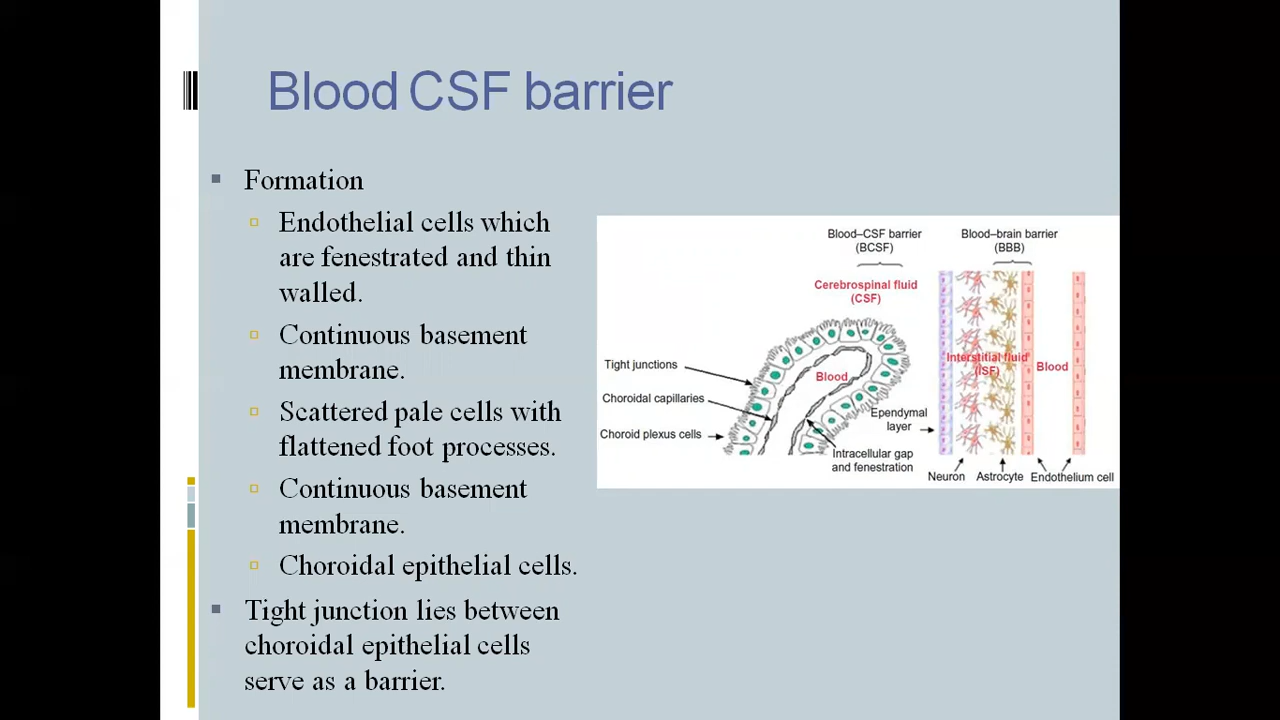 Blood CSF barrier
Formation
Endothelial cells which
are fenestrated and thin
walled.
Continuous basement
membrane.
Scattered pale cells with
flattened foot processes.
Continuous basement
membrane.
Choroidal epithelial cells.
Tight junction lies between
choroidal epithelial cells
serve as a barrier.
Blood–CSF barrier
(BCSF)
Blood–brain barrier
(BBB)
Cerebrospinal fluid
(CSF)
Tight junctions
Choroidal capillaries
Choroid plexus cells
Blood
Ependymal
layer
Intracellular gap
and fenestration
Interstitial fluid
(ISF)
Blood
Neuron
Astrocyte
Endothelium cell